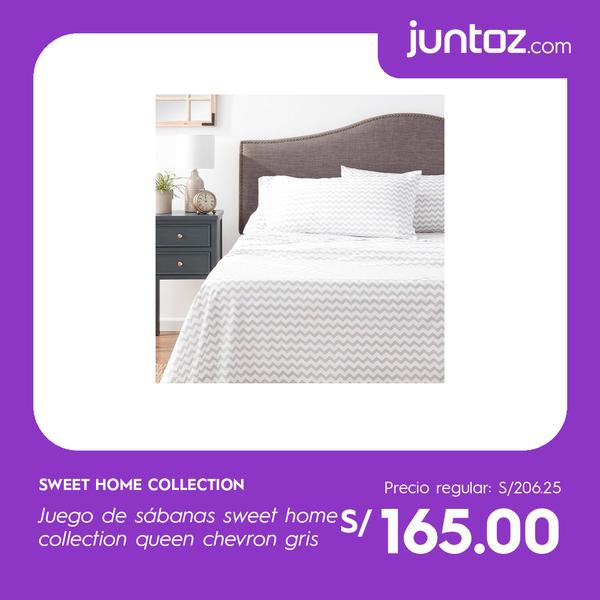 juntoz.com
SWEET HOME COLLECTION
Juego de sábanas sweet home
collection queen chevron gris
Precio regular: S/206.25
S/ 165.00